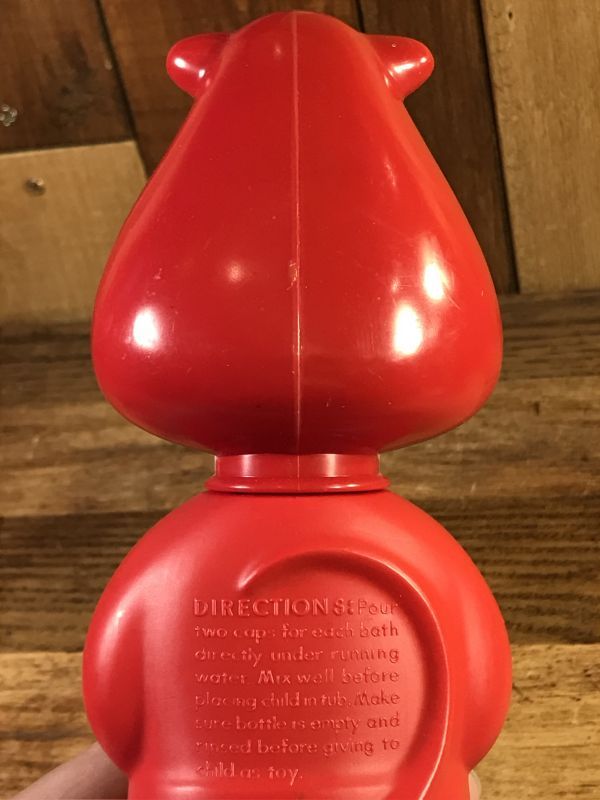 DIRECTIONS: Pour
two caps for each bath
directly under running
water. Mix well before
placing child in tub. Make
sure bottle is empty and
rinsed before giving to
child as toy.